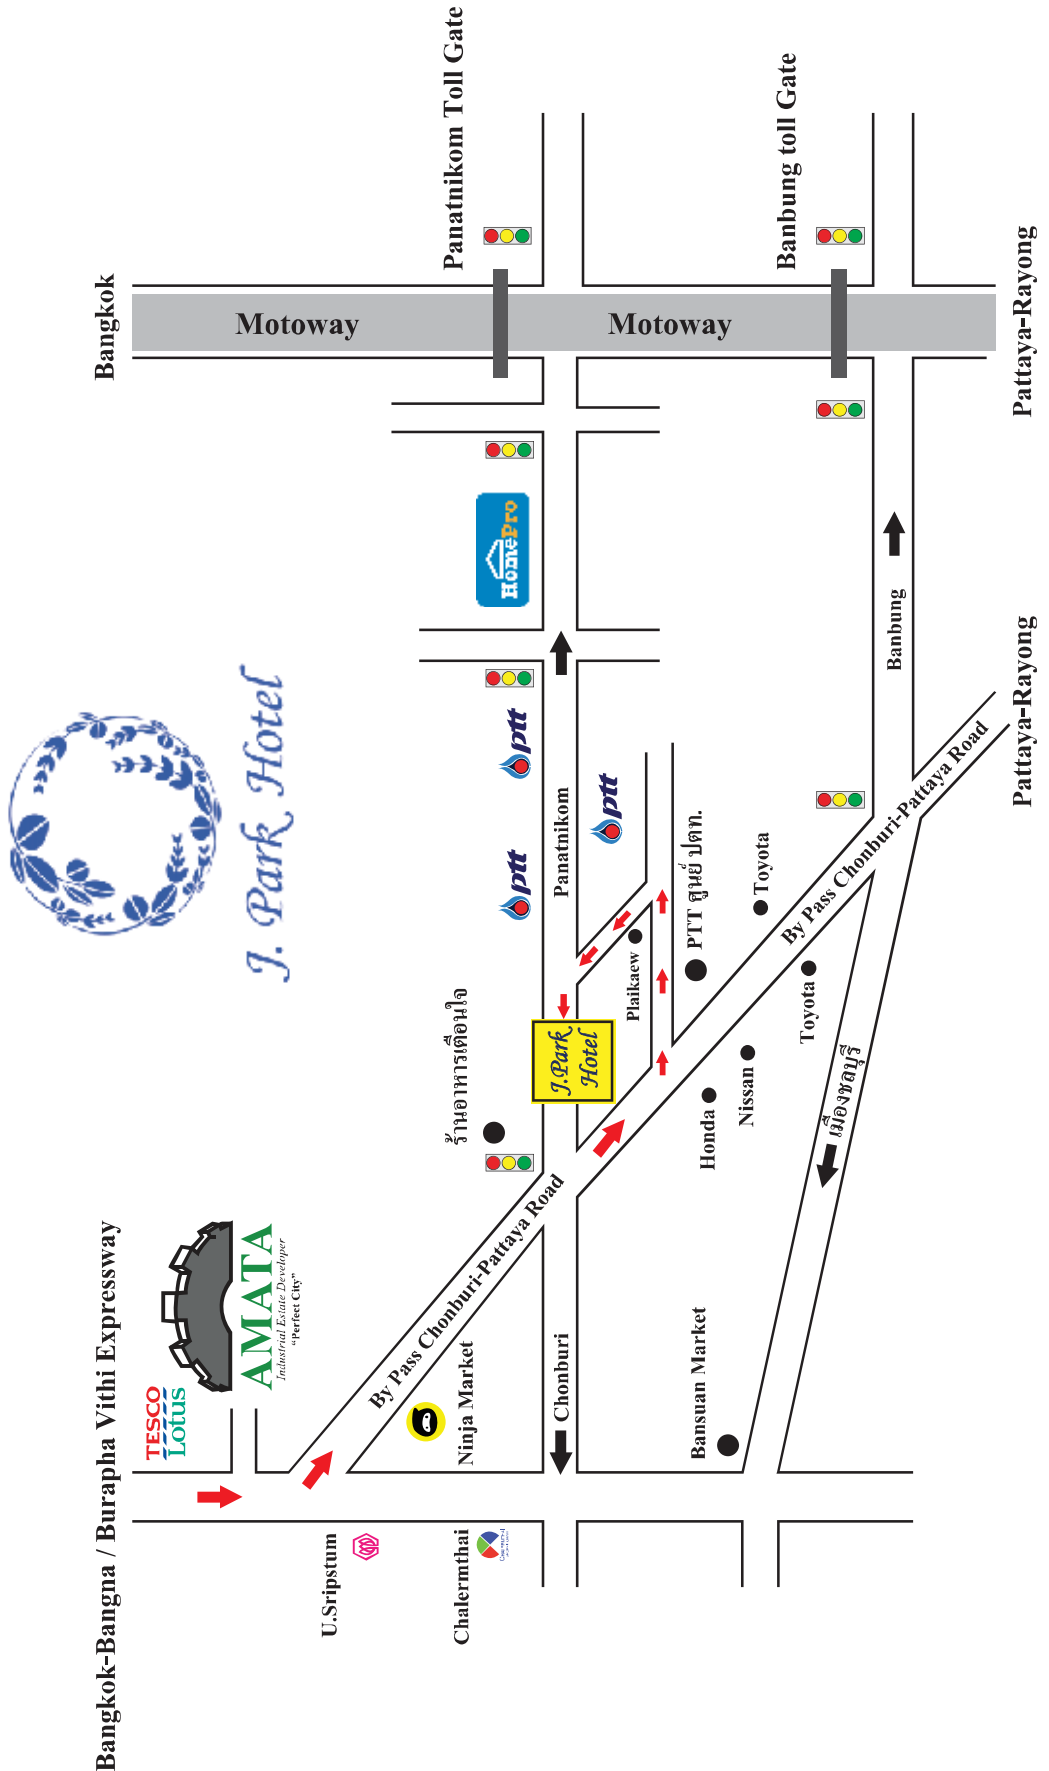 J. Park Hotel
Bangkok
Panatnikom Toll Gate
Banbung toll Gate
Pattaya-Rayong
Motoway
Motoway
HomePro
ptt
ptt
ptt
Panatnikom
Banbung
Pattaya-Rayong
ร้านอาหารเตือนใจ
J.Park
Hotel
Plaikaew
PTT ศูนย์ ปตท.
Toyota
Toyota
Nissan
Honda
By Pass Chonburi-Pattaya Road
By Pass Chonburi-Pattaya Road
เมืองชลบุรี
Bangkok-Bangna / Burapha Vithi Expressway
TESCO
Lotus
AMATA
Industrial Estate Developer
"Perfect City"
Ninja Market
Chonburi
Bansuan Market
U.Sripstum
Chalermthai